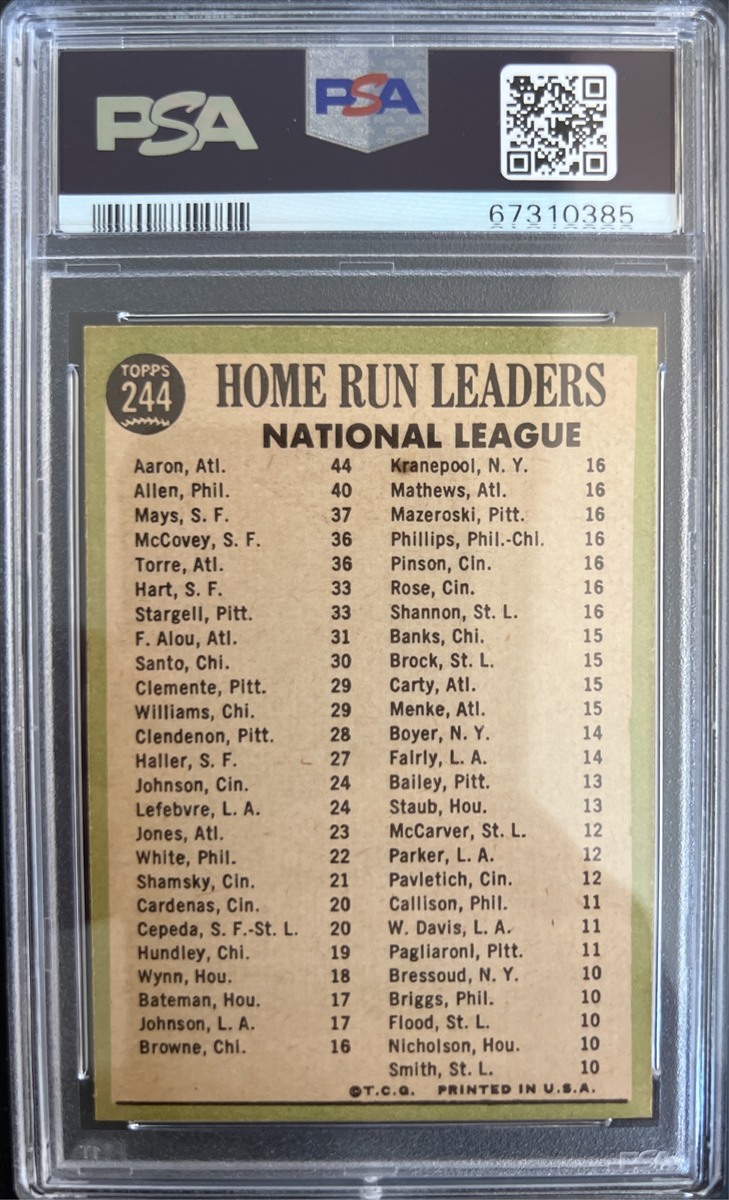 PSA
PSA
67310385
TOPPS
244
HOME RUN LEADERS
NATIONAL LEAGUE
Aaron, Atl. 44
Allen, Phil. 40
Mays, S. F. 37
McCovey, S. F. 36
Torre, Atl. 36
Hart, S. F. 33
Stargell, Pitt. 33
F. Alou, Atl. 31
Santo, Chi. 30
Clemente, Pitt. 29
Williams, Chi. 29
Clendenon, Pitt. 28
Haller, S. F. 27
Johnson, Cin. 24
Lefebvre, L. A. 24
Jones, Atl. 23
White, Phil. 22
Shamsky, Cin. 21
Cardenas, Cin. 20
Cepeda, S. F.-St. L. 20
Hundley, Chi. 19
Wynn, Hou. 18
Bateman, Hou. 17
Johnson, L. A. 17
Browne, Chi. 16
Kranepool, N. Y. 16
Mathews, Atl. 16
Mazeroski, Pitt. 16
Phillips, Phil.-Chi. 16
Pinson, Cin. 16
Rose, Cin. 16
Shannon, St. L. 16
Banks, Chi. 15
Brock, St. L. 15
Carty, Atl. 15
Menke, Atl. 15
Boyer, N. Y. 14
Fairly, L. A. 14
Bailey, Pitt. 13
Staub, Hou. 13
McCarver, St. L. 12
Parker, L. A. 12
Pavletich, Cin. 12
Callison, Phil. 11
W. Davis, L. A. 11
Pagliaroni, Pitt. 11
Bressoud, N. Y. 10
Briggs, Phil. 10
Flood, St. L. 10
Nicholson, Hou. 10
Smith, St. L. 10
©T.C.G. PRINTED IN U.S.A.
PSA